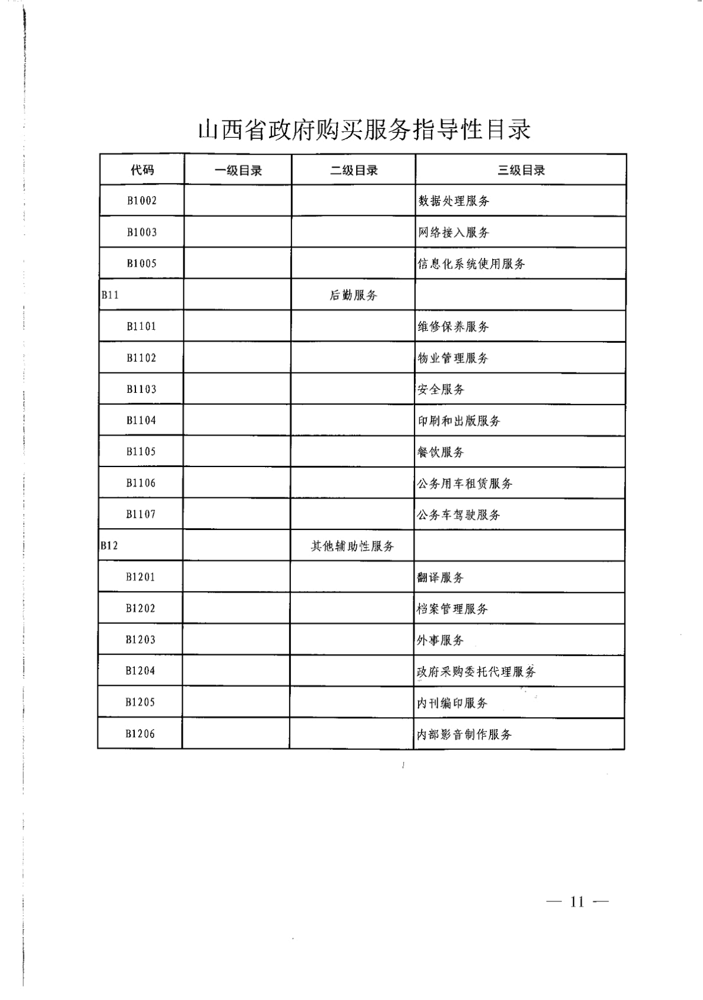 山西省政府购买服务指导性目录
代码 一级目录 二级目录 三级目录
B1002 数据处理服务
B1003 网络接入服务
B1005 信息化系统使用服务
B11 后勤服务
B1101 维修保养服务
B1102 物业管理服务
B1103 安全服务
B1104 印刷和出版服务
B1105 餐饮服务
B1106 公务用车租赁服务
B1107 公务车驾驶服务
B12 其他辅助性服务
B1201 翻译服务
B1202 档案管理服务
B1203 外事服务
B1204 政府采购委托代理服务
B1205 内刊编印服务
B1206 内部影音制作服务
— 11 —